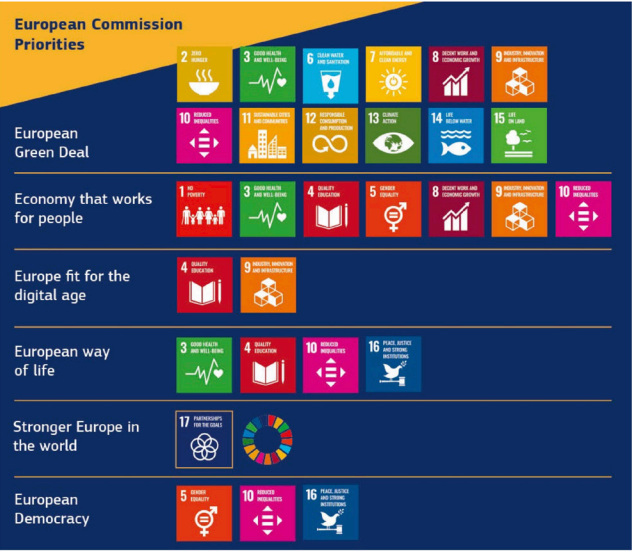 European Commission
Priorities
2 ZERO
HUNGER
3 GOOD HEALTH
AND WELL-BEING
6 CLEAN WATER
AND SANITATION
7 AFFORDABLE AND
CLEAN ENERGY
8 DECENT WORK AND
ECONOMIC GROWTH
9 INDUSTRY, INNOVATION
AND INFRASTRUCTURE
European
Green Deal
10 REDUCED
INEQUALITIES
11 SUSTAINABLE CITIES
AND COMMUNITIES
12 RESPONSIBLE
CONSUMPTION
AND PRODUCTION
13 CLIMATE
ACTION
14 LIFE
BELOW WATER
15 LIFE
ON LAND
Economy that works
for people
1 NO
POVERTY
3 GOOD HEALTH
AND WELL-BEING
4 QUALITY
EDUCATION
5 GENDER
EQUALITY
8 DECENT WORK AND
ECONOMIC GROWTH
9 INDUSTRY, INNOVATION
AND INFRASTRUCTURE
10 REDUCED
INEQUALITIES
Europe fit for the
digital age
4 QUALITY
EDUCATION
9 INDUSTRY, INNOVATION
AND INFRASTRUCTURE
European way
of life
3 GOOD HEALTH
AND WELL-BEING
4 QUALITY
EDUCATION
10 REDUCED
INEQUALITIES
16 PEACE, JUSTICE
AND STRONG
INSTITUTIONS
Stronger Europe in
the world
17 PARTNERSHIPS
FOR THE GOALS
European
Democracy
5 GENDER
EQUALITY
10 REDUCED
INEQUALITIES
16 PEACE, JUSTICE
AND STRONG
INSTITUTIONS